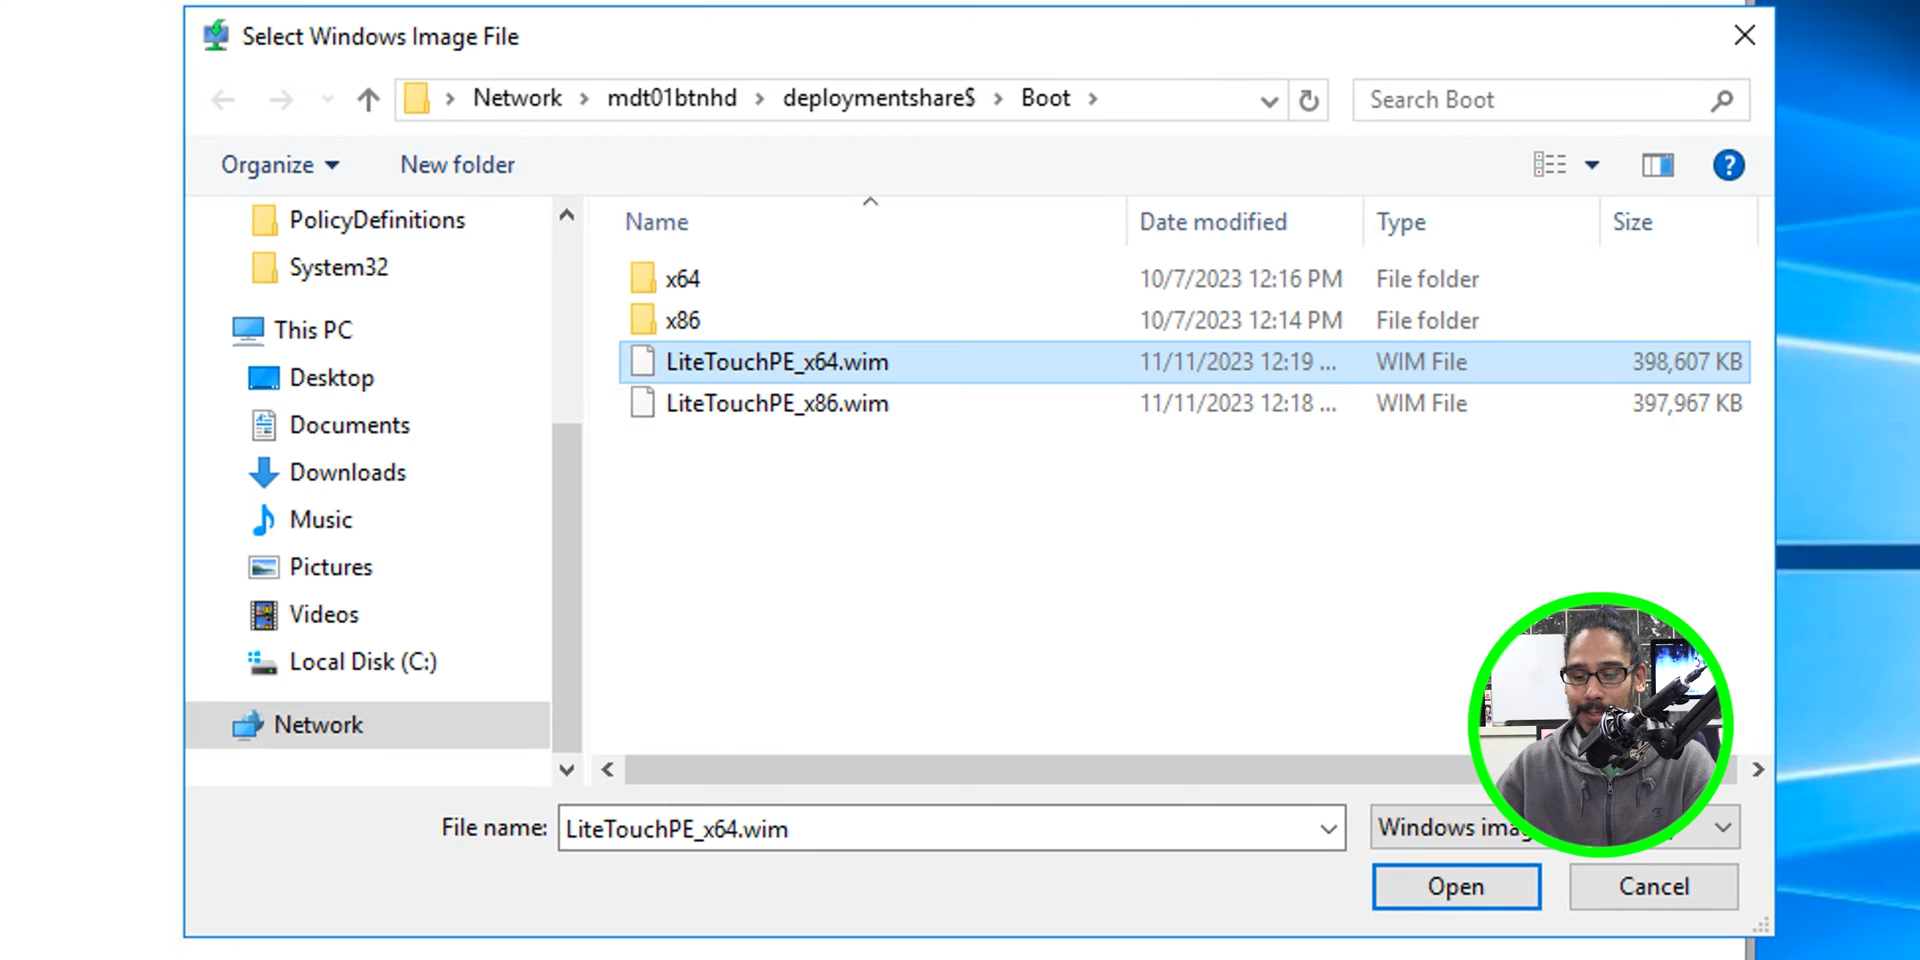 Select Windows Image File
Network mdt01btnhd deploymentshare$ Boot
Search Boot
Organize New folder
?
PolicyDefinitions
System32
This PC
Desktop
Documents
Downloads
Music
Pictures
Videos
Local Disk (C:)
Network
Name Date modified Type Size
x64 10/7/2023 12:16 PM File folder
x86 10/7/2023 12:14 PM File folder
LiteTouchPE_x64.wim 11/11/2023 12:19 ... WIM File 398,607 KB
LiteTouchPE_x86.wim 11/11/2023 12:18 ... WIM File 397,967 KB
File name: LiteTouchPE_x64.wim Windows
Open Cancel